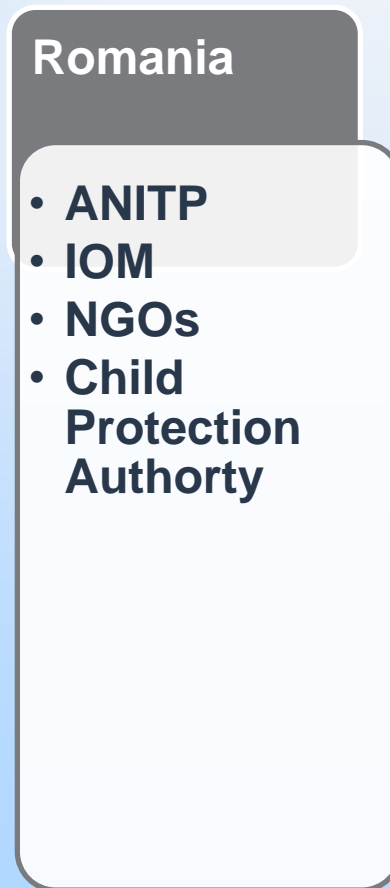 Romania
• ANITP
• IOM
• NGOs
• Child
Protection
Authorty